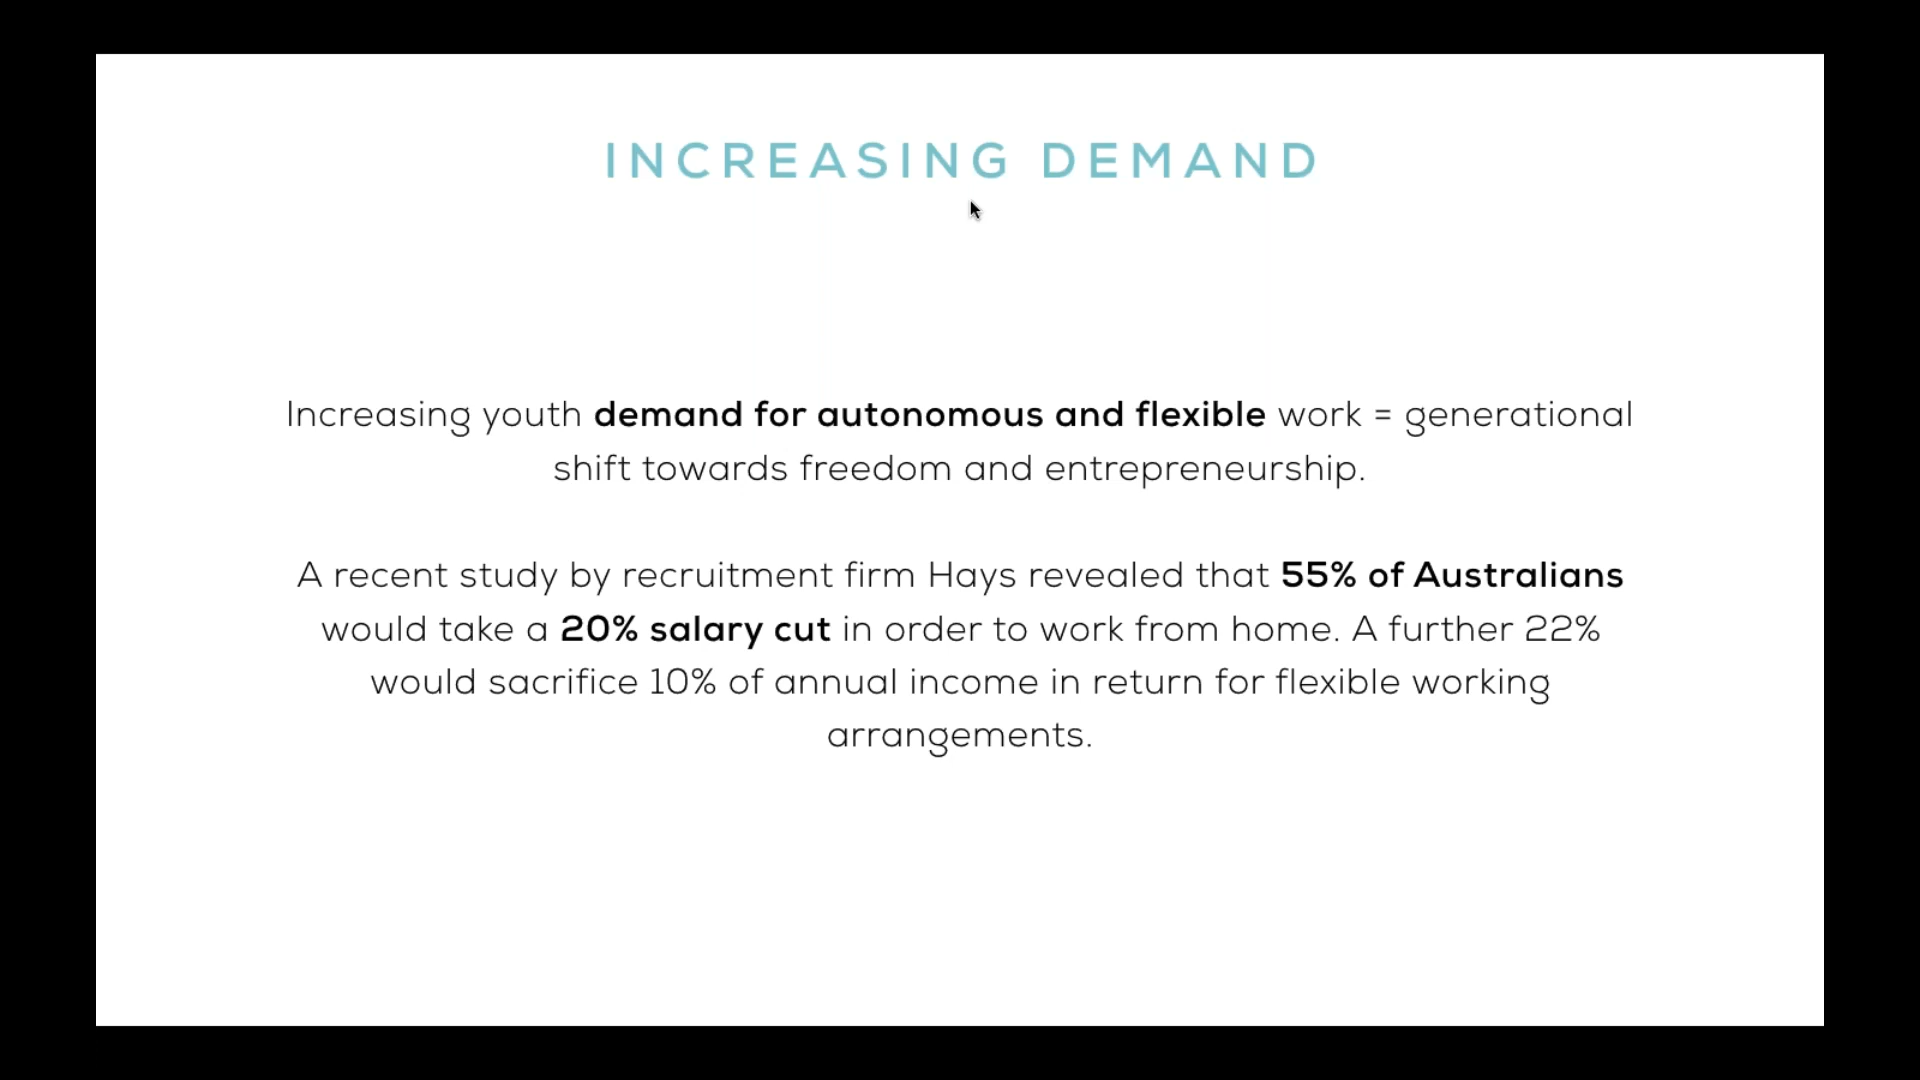 INCREASING DEMAND
Increasing youth demand for autonomous and flexible work = generational
shift towards freedom and entrepreneurship.
A recent study by recruitment firm Hays revealed that 55% of Australians
would take a 20% salary cut in order to work from home. A further 22%
would sacrifice 10% of annual income in return for flexible working
arrangements.